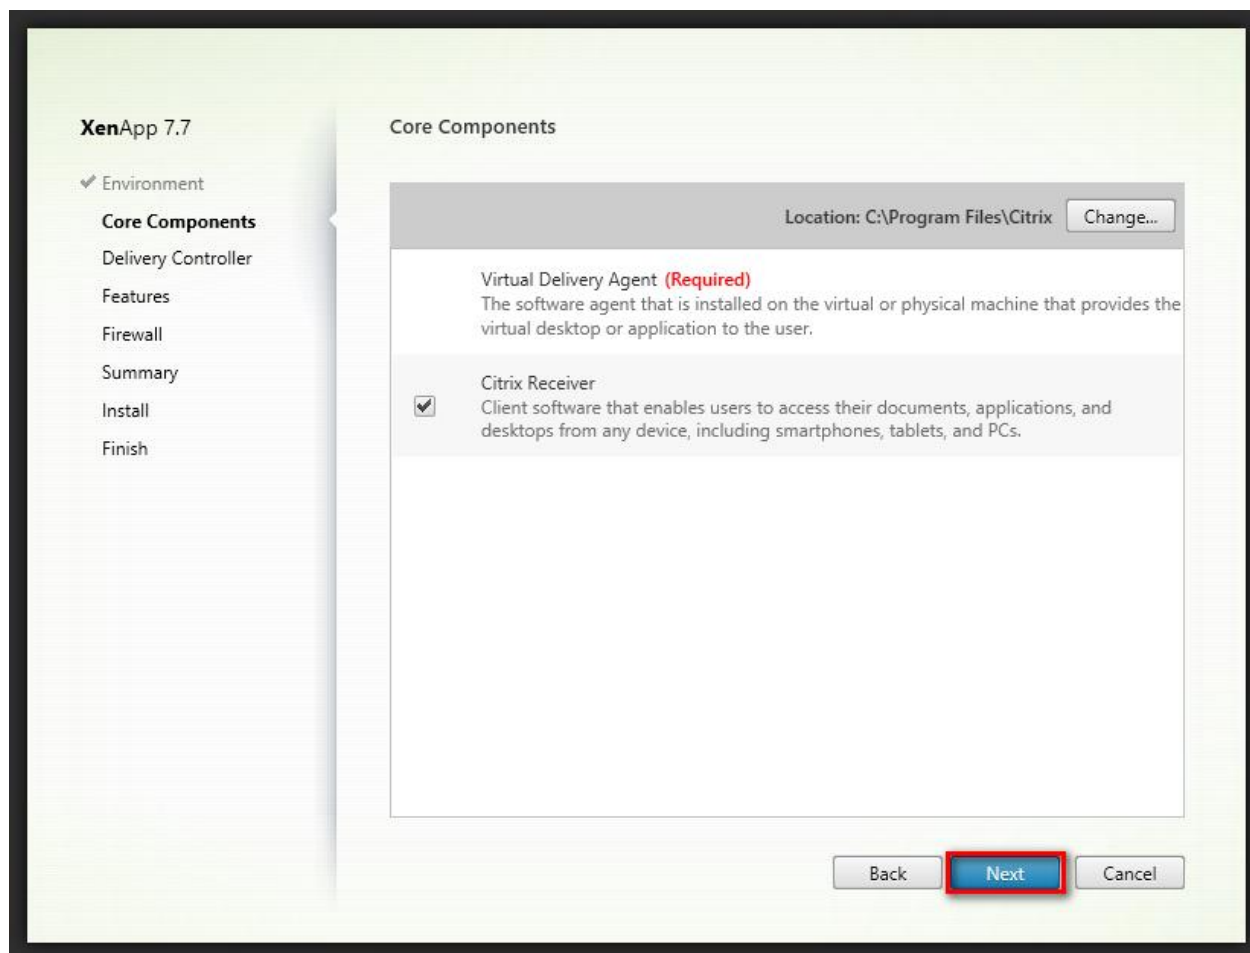 XenApp 7.7
Environment
Core Components
Delivery Controller
Features
Firewall
Summary
Install
Finish
Core Components
Location: C:\Program Files\Citrix
Change...
Virtual Delivery Agent (Required)
The software agent that is installed on the virtual or physical machine that provides the
virtual desktop or application to the user.
Citrix Receiver
Client software that enables users to access their documents, applications, and
desktops from any device, including smartphones, tablets, and PCs.
Back
Next
Cancel